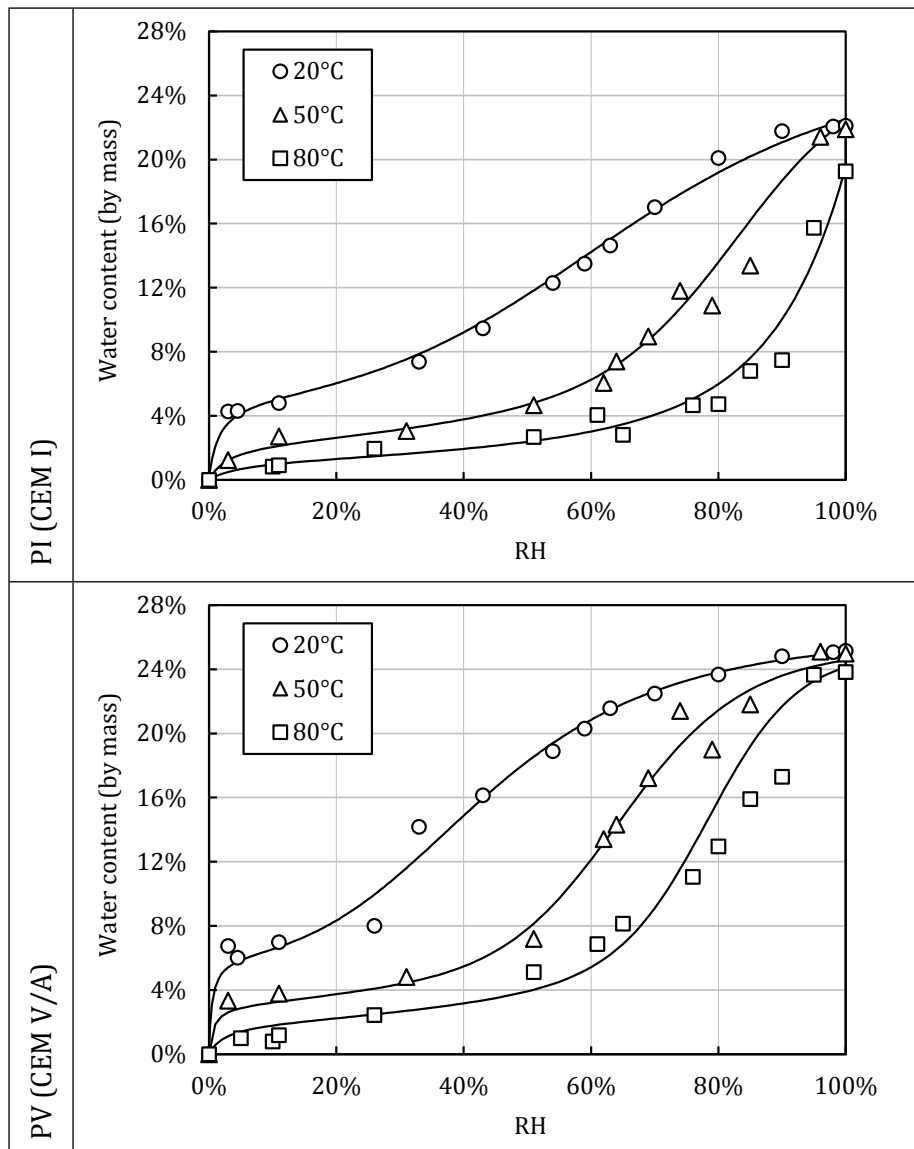 PI (CEM I)
Water content (by mass)
28%
24%
20%
16%
12%
8%
4%
0%
20°C
50°C
80°C
0% 20% 40% 60% 80% 100%
RH
PV (CEM V/A)
Water content (by mass)
28%
24%
20%
16%
12%
8%
4%
0%
20°C
50°C
80°C
0% 20% 40% 60% 80% 100%
RH